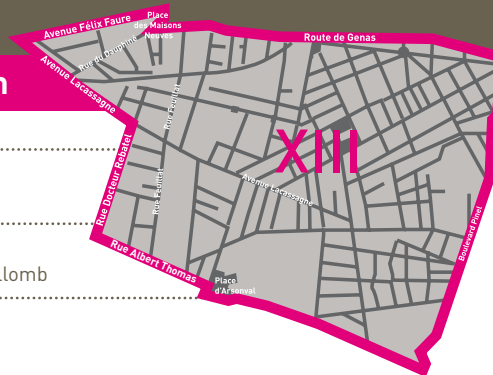 Avenue Félix Faure
Place
des Maisons
Neuves
Route de Genas
Rue du Dauphiné
Avenue Lacassagne
n
Rue Feuillat
XIII
Rue Docteur Rebatel
Rue Feuillat
Avenue Lacassagne
Boulevard Pinel
Rue Albert Thomas
llomb
Place
d'Arsonval